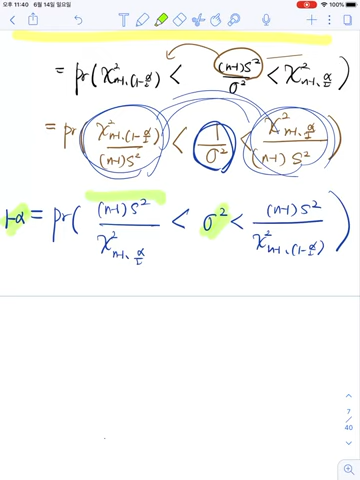 오전 11:40 6월 14일 일요일
= pr( χ²n-1, (1-α/2) < (n-1)S²/σ² < χ²n-1, α/2 )
= pr( χ²n-1, (1-α/2)/(n-1)S² < 1/σ² < χ²n-1, α/2/(n-1)S² )
1-α = pr( (n-1)S²/χ²n-1, α/2 < σ² < (n-1)S²/χ²n-1, (1-α/2) )
7
/
40